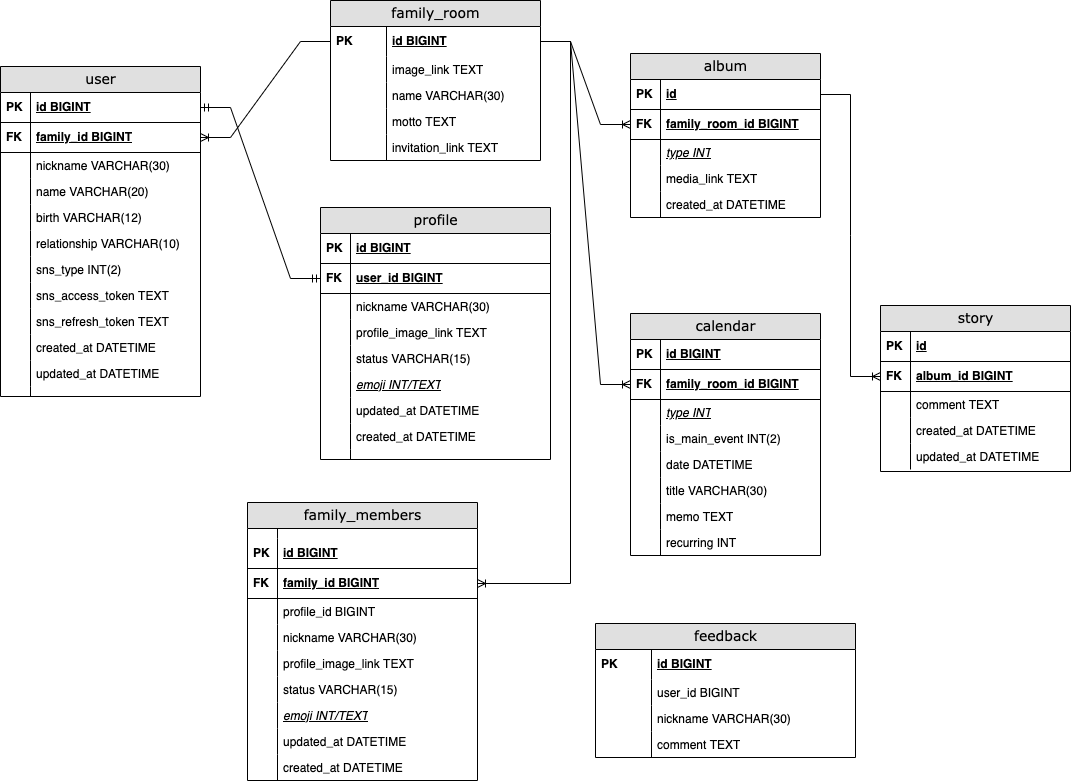 family_room
PK id BIGINT
image_link TEXT
name VARCHAR(30)
motto TEXT
invitation_link TEXT
user
PK id BIGINT
FK family_id BIGINT
nickname VARCHAR(30)
name VARCHAR(20)
birth VARCHAR(12)
relationship VARCHAR(10)
sns_type INT(2)
sns_access_token TEXT
sns_refresh_token TEXT
created_at DATETIME
updated_at DATETIME
album
PK id
FK family_room_id BIGINT
type INT
media_link TEXT
created_at DATETIME
profile
PK id BIGINT
FK user_id BIGINT
nickname VARCHAR(30)
profile_image_link TEXT
status VARCHAR(15)
emoji INT/TEXT
updated_at DATETIME
created_at DATETIME
calendar
PK id BIGINT
FK family_room_id BIGINT
type INT
is_main_event INT(2)
date DATETIME
title VARCHAR(30)
memo TEXT
recurring INT
story
PK id
FK album_id BIGINT
comment TEXT
created_at DATETIME
updated_at DATETIME
family_members
PK id BIGINT
FK family_id BIGINT
profile_id BIGINT
nickname VARCHAR(30)
profile_image_link TEXT
status VARCHAR(15)
emoji INT/TEXT
updated_at DATETIME
created_at DATETIME
feedback
PK id BIGINT
user_id BIGINT
nickname VARCHAR(30)
comment TEXT